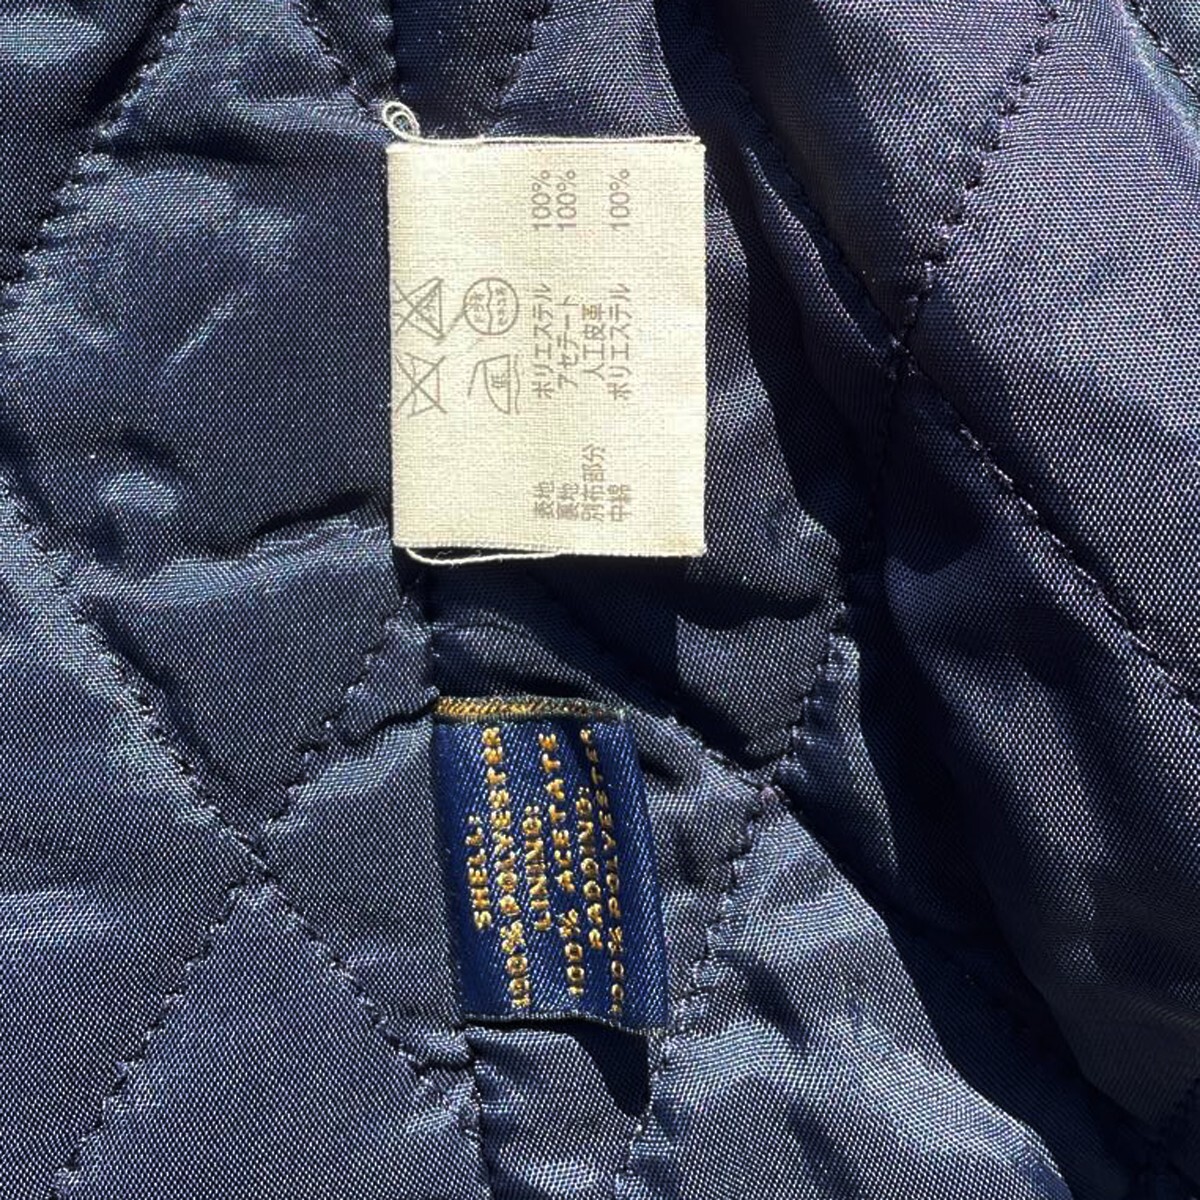 表地 ポリエステル 100%
裏地 アセテート 100%
別布部分 人工皮革
中綿 ポリエステル 100%
SHELL:
100% POLYESTER
LINING:
100% ACETATE
PADDING:
100% POLYESTER